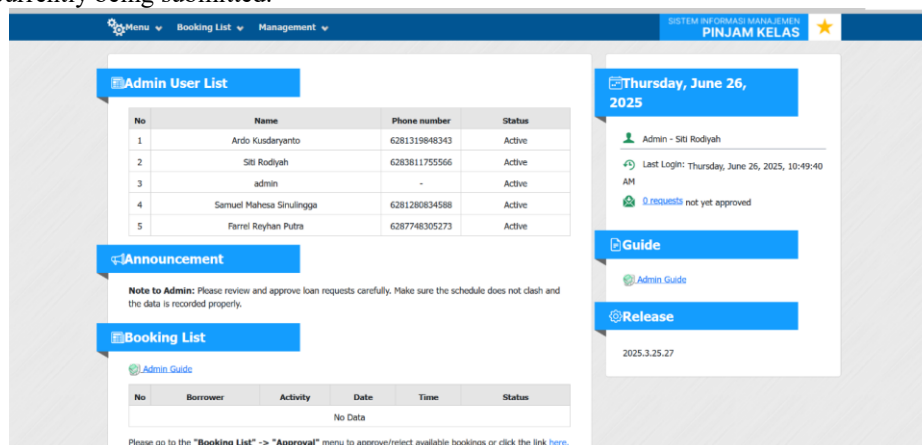 currently being submitted.
Menu Booking List Management
SISTEM INFORMASI MANAJEMEN
PINJAM KELAS
Admin User List
No Name Phone number Status
1 Ardo Kusdaryanto 6281319848343 Active
2 Siti Rodiyah 6283811755566 Active
3 admin - Active
4 Samuel Mahesa Sinulingga 6281280834588 Active
5 Farrel Reyhan Putra 6287748305273 Active
Announcement
Note to Admin: Please review and approve loan requests carefully. Make sure the schedule does not clash and
the data is recorded properly.
Booking List
Admin Guide
No Borrower Activity Date Time Status
No Data
Please go to the "Booking List" -> "Approval" menu to approve/reject available bookings or click the link here.
Thursday, June 26,
2025
Admin - Siti Rodiyah
Last Login: Thursday, June 26, 2025, 10:49:40
AM
0 requests not yet approved
Guide
Admin Guide
Release
2025.3.25.27